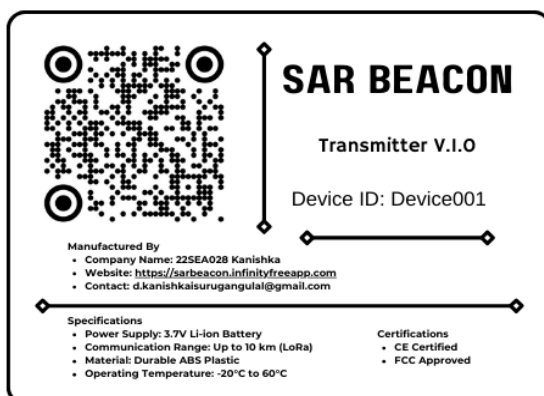 SAR BEACON
Transmitter V.1.0
Device ID: Device001
Manufactured By
• Company Name: 22SEA028 Kanishka
• Website: https://sarbeacon.infinityfreeapp.com
• Contact: d.kanishkaisurugangulal@gmail.com
Specifications
• Power Supply: 3.7V Li-ion Battery
• Communication Range: Up to 10 km (LoRa)
• Material: Durable ABS Plastic
• Operating Temperature: -20°C to 60°C
Certifications
• CE Certified
• FCC Approved